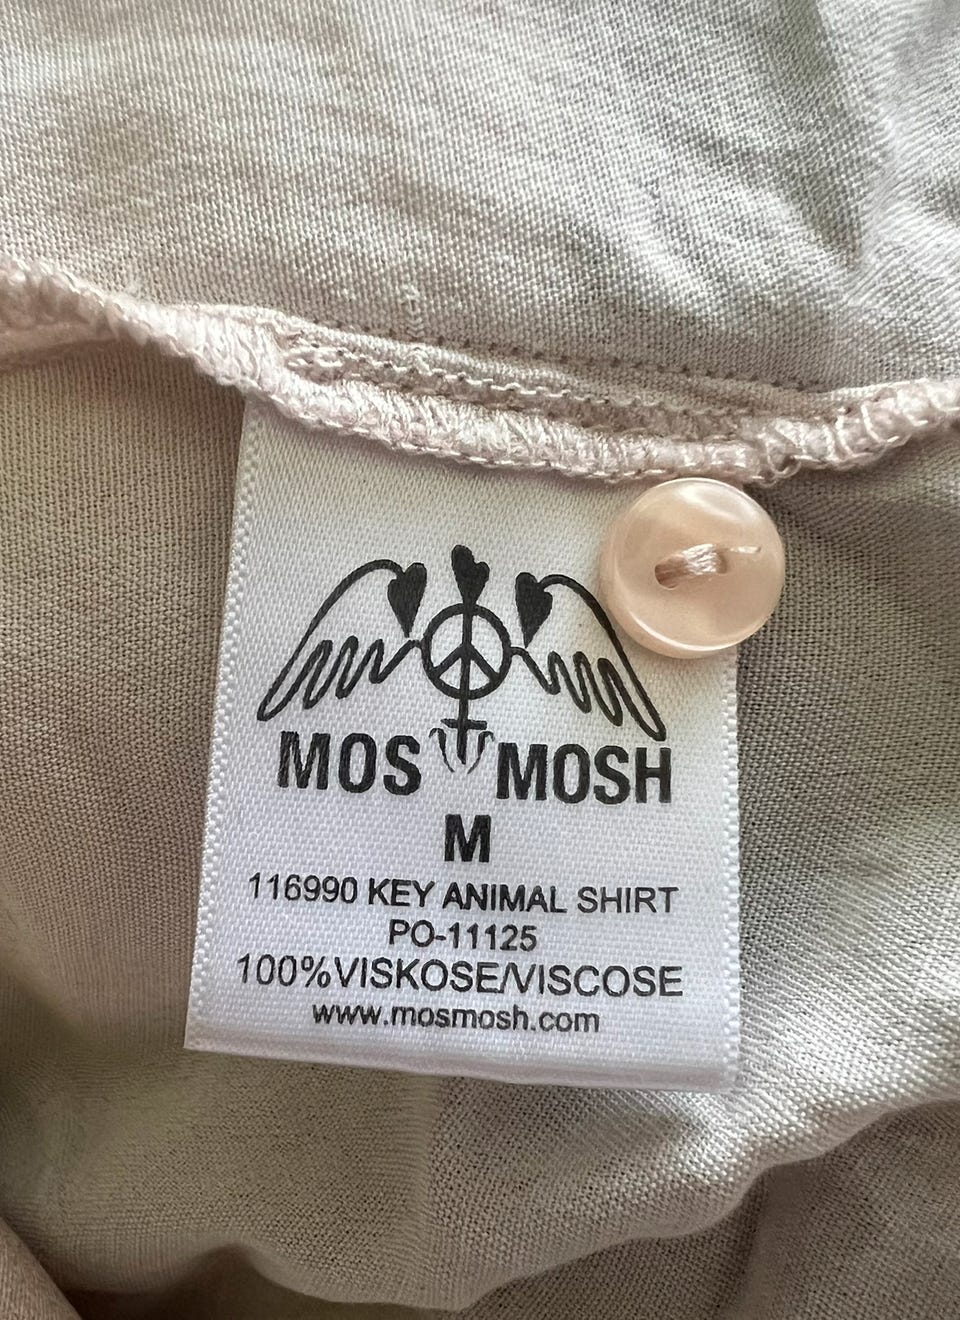 MOS MOSH
M
116990 KEY ANIMAL SHIRT
PO-11125
100%VISKOSE/VISCOSE
www.mosmosh.com